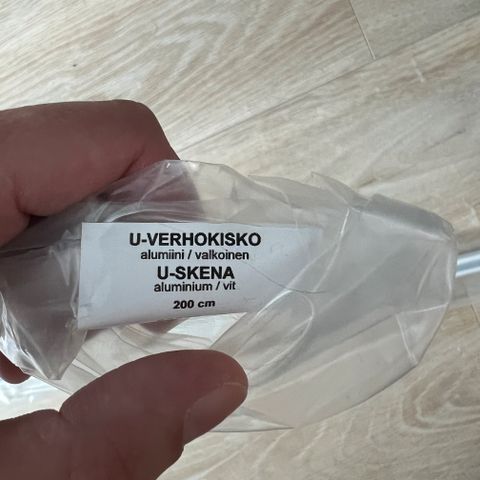 U-VERHOKISKO
alumiini / valkoinen
U-SKENA
aluminium / vit
200 cm